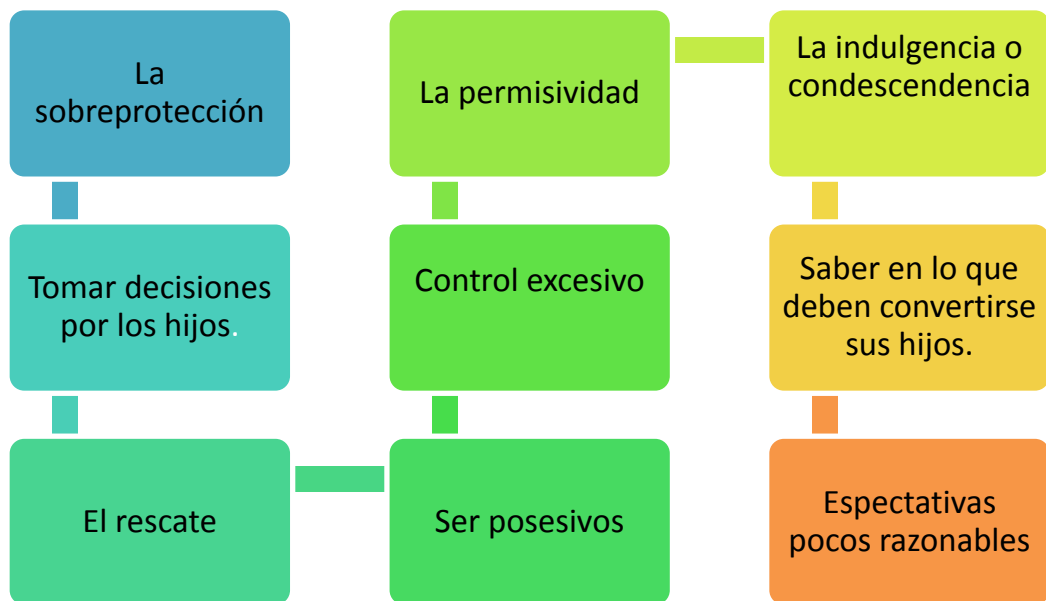 La
sobreprotección
Tomar decisiones
por los hijos.
El rescate
Ser posesivos
Control excesivo
La permisividad
La indulgencia o
condescendencia
Saber en lo que
deben convertirse
sus hijos.
Espectativas
pocos razonables